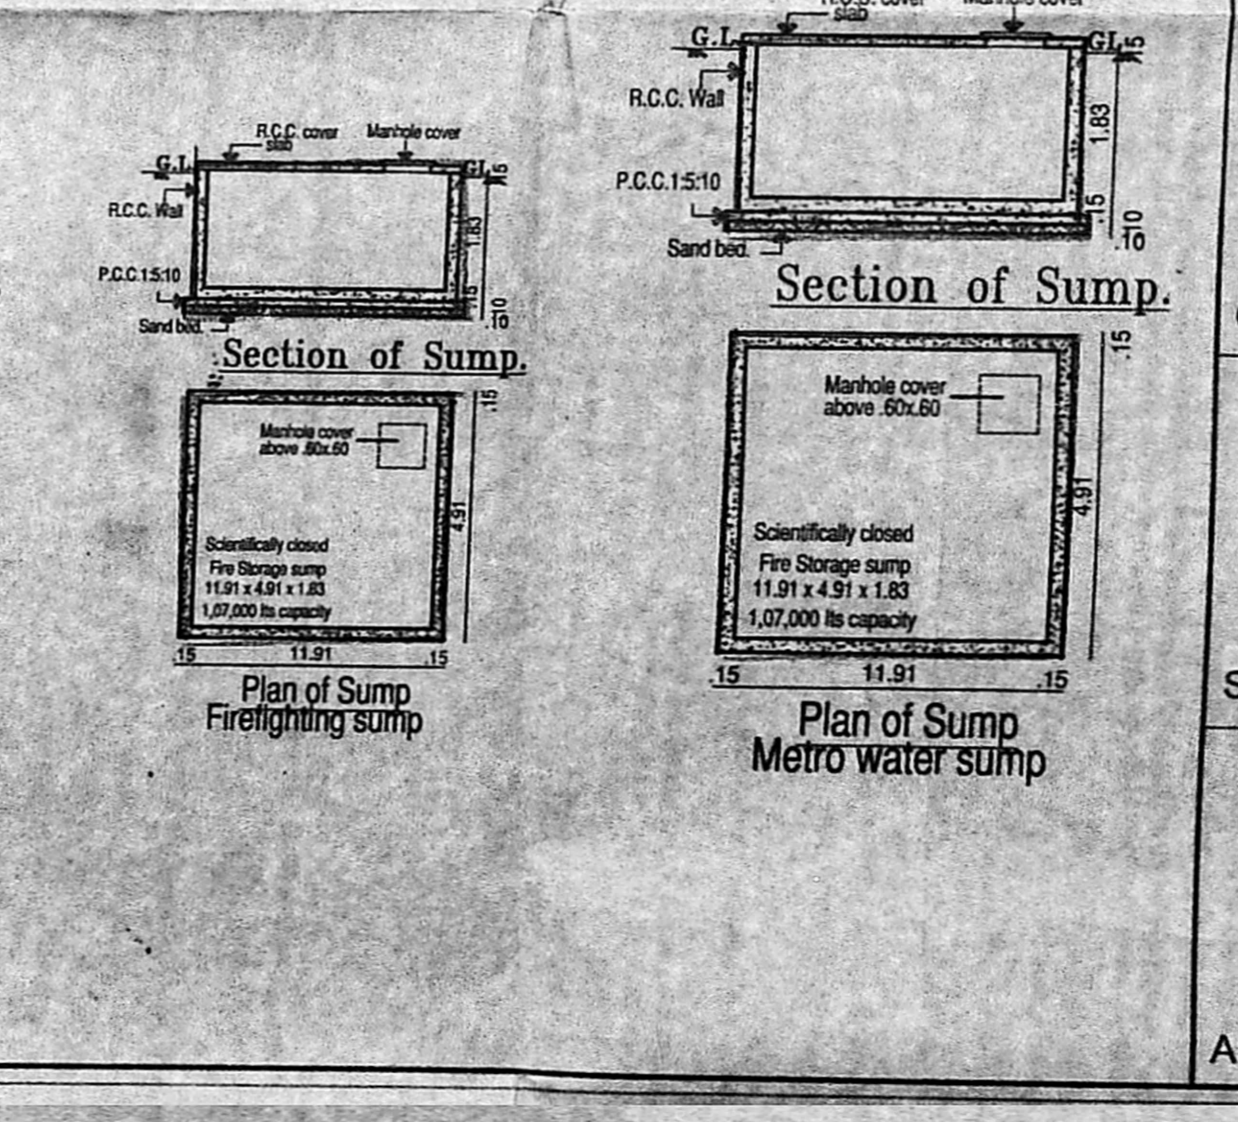 R.C.C. cover
slab
Manhole cover
G.L
GL
.15
R.C.C. Wall
1.83
P.C.C.1:5:10
.15
.10
.10
Sand bed.
Section of Sump.
.15
Manhole cover
above .60x.60
4.91
Scientifically closed
Fire Storage sump
11.91 x 4.91 x 1.83
1,07,000 lts capacity
.15
11.91
.15
Plan of Sump
Firefighting sump
slab
G.L
GL
.15
R.C.C. Wall
1.83
P.C.C.1:5:10
.15
.10
.10
Sand bed.
Section of Sump.
.15
Manhole cover
above .60x.60
4.91
Scientifically closed
Fire Storage sump
11.91 x 4.91 x 1.83
1,07,000 lts capacity
.15
11.91
.15
Plan of Sump
Metro water sump
S
A